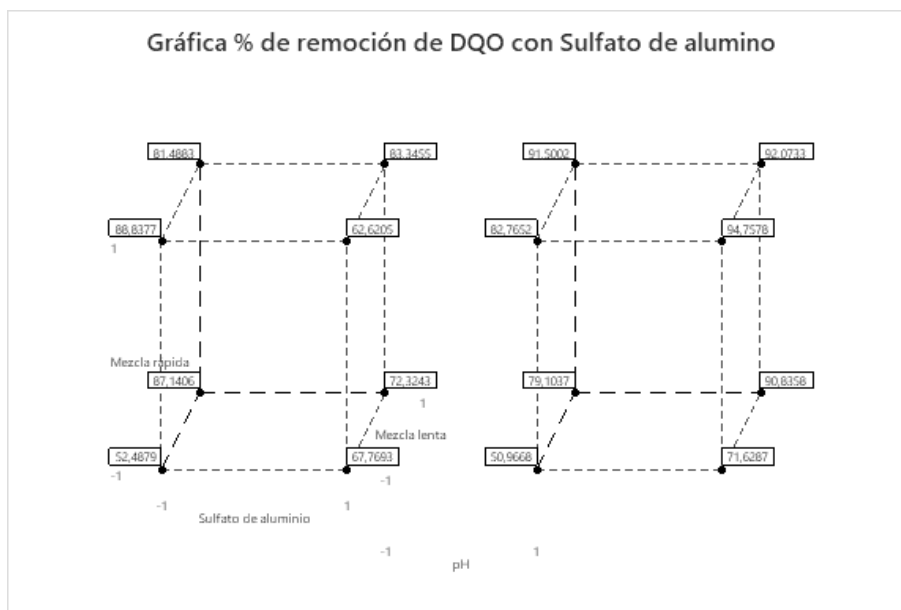 Gráfica % de remoción de DQO con Sulfato de alumino
81,4883 83,3455 91,5002 92,0733
88,8377 62,6205 82,7652 94,7578
1
Mezcla rápida
87,1406 72,3243 79,1037 90,8358
1
Mezcla lenta
52,4879 67,7693 50,9668 71,6287
-1 -1
-1 1
Sulfato de aluminio
-1 1
pH